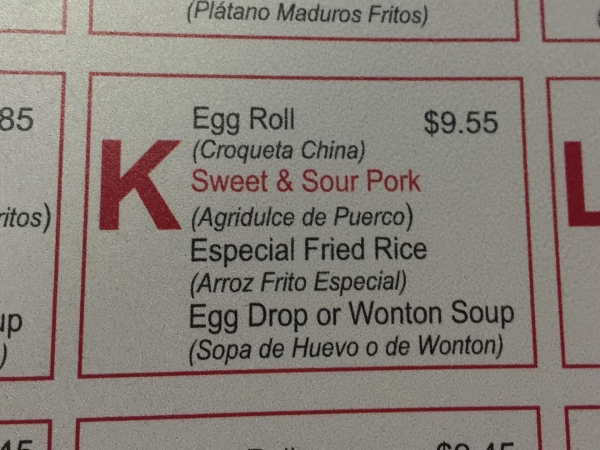 (Plátano Maduros Fritos)
85
K
Egg Roll $9.55
(Croqueta China)
Sweet & Sour Pork
ritos)
(Agridulce de Puerco)
Especial Fried Rice
(Arroz Frito Especial)
up
Egg Drop or Wonton Soup
)
(Sopa de Huevo o de Wonton)
L